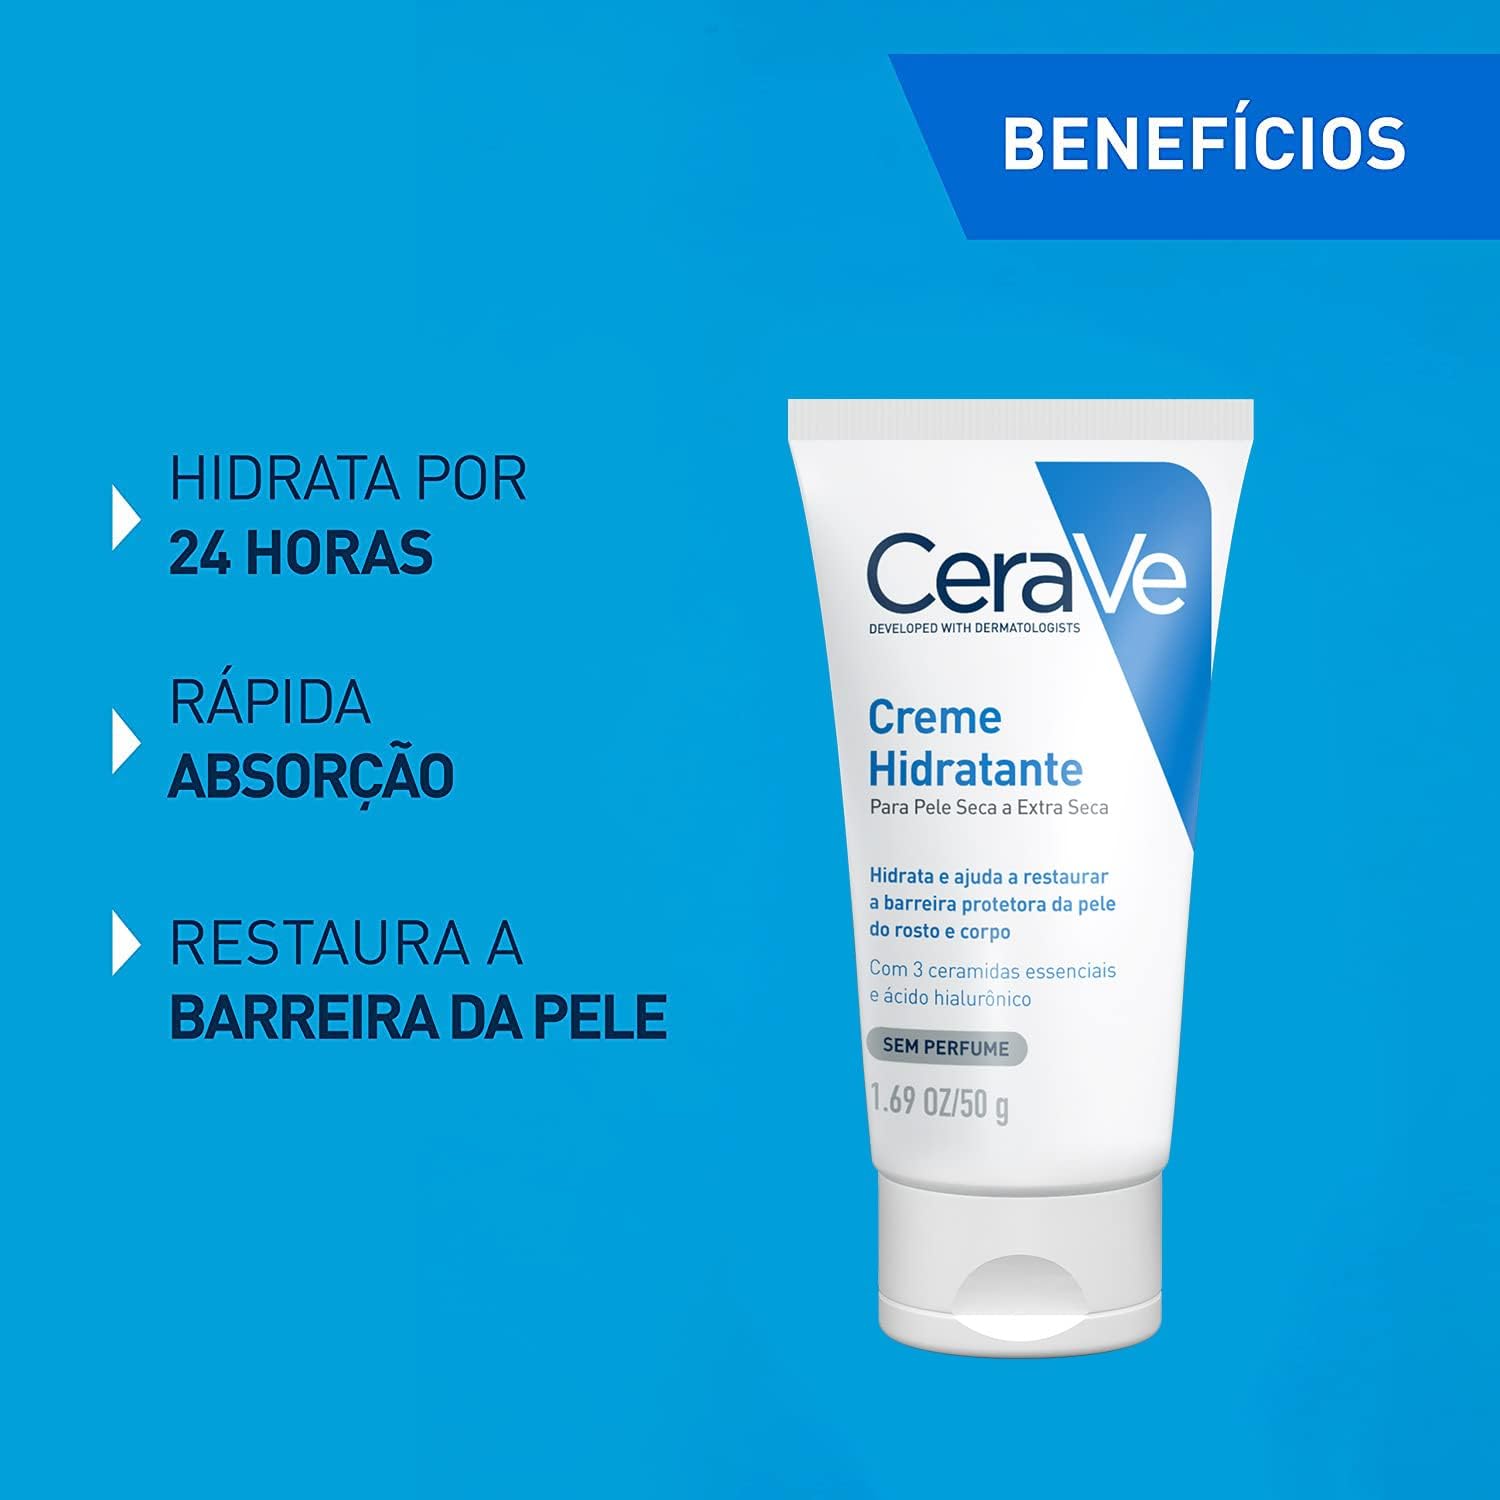 BENEFÍCIOS
HIDRATA POR
24 HORAS
RÁPIDA
ABSORÇÃO
RESTAURA A
BARREIRA DA PELE
CeraVe
DEVELOPED WITH DERMATOLOGISTS
Creme
Hidratante
Para Pele Seca a Extra Seca
Hidrata e ajuda a restaurar
a barreira protetora da pele
do rosto e corpo
Com 3 ceramidas essenciais
e ácido hialurônico
SEM PERFUME
1.69 OZ/50 g